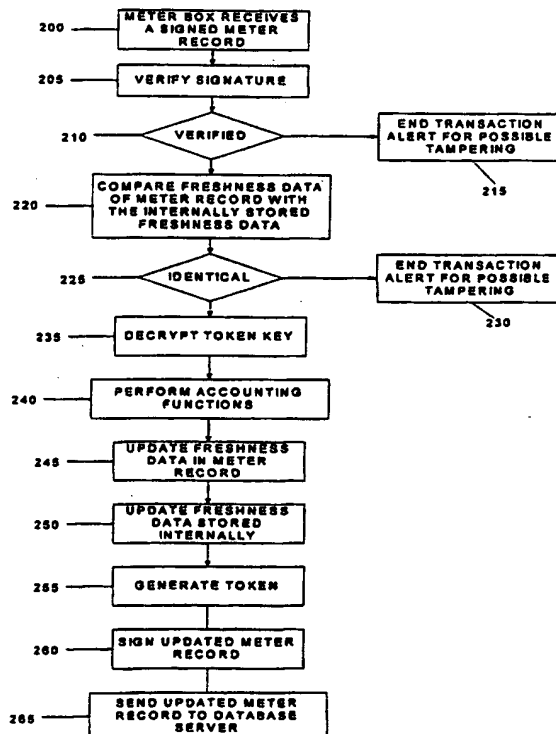 200
METER BOX RECEIVES
A SIGNED METER
RECORD
205
VERIFY SIGNATURE
210
VERIFIED
END TRANSACTION
ALERT FOR POSSIBLE
TAMPERING
215
220
COMPARE FRESHNESS DATA
OF METER RECORD WITH
THE INTERNALLY STORED
FRESHNESS DATA
225
IDENTICAL
END TRANSACTION
ALERT FOR POSSIBLE
TAMPERING
230
235
DECRYPT TOKEN KEY
240
PERFORM ACCOUNTING
FUNCTIONS
245
UPDATE FRESHNESS
DATA IN METER
RECORD
250
UPDATE FRESHNESS
DATA STORED
INTERNALLY
255
GENERATE TOKEN
260
SIGN UPDATED METER
RECORD
265
SEND UPDATED METER
RECORD TO DATABASE
SERVER